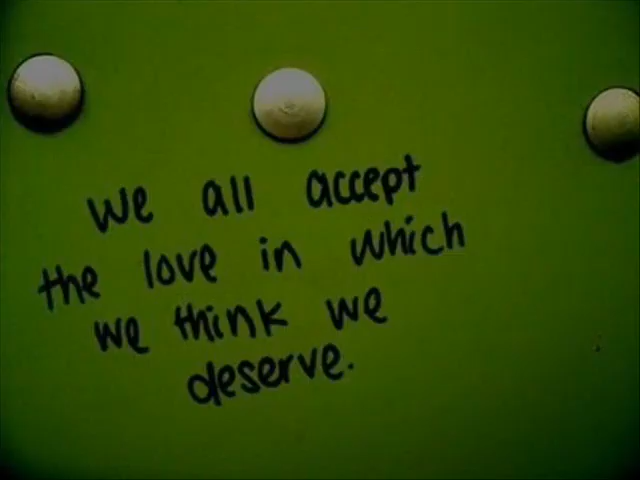 we all accept
the love in which
we think we
deserve.